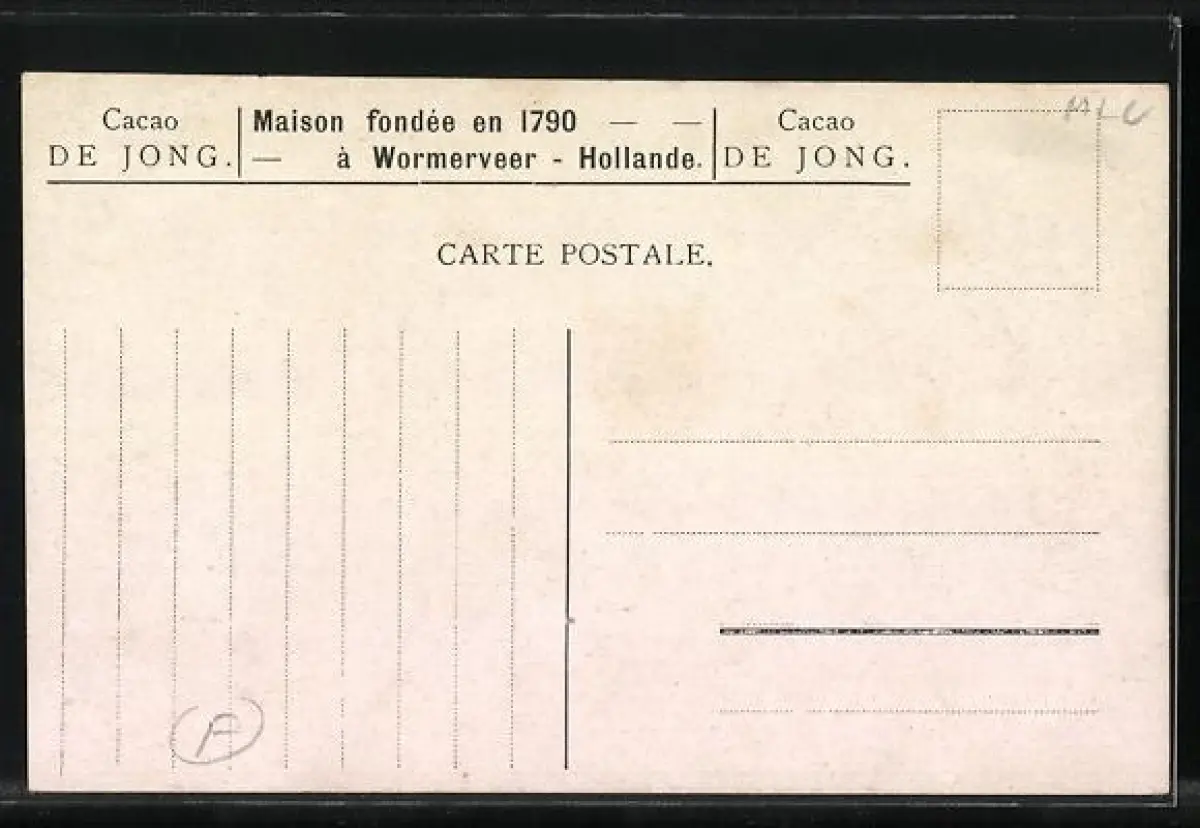 Cacao
DE JONG.
Maison fondée en 1790 — —
— à Wormerveer - Hollande.
Cacao
DE JONG.
CARTE POSTALE.
F